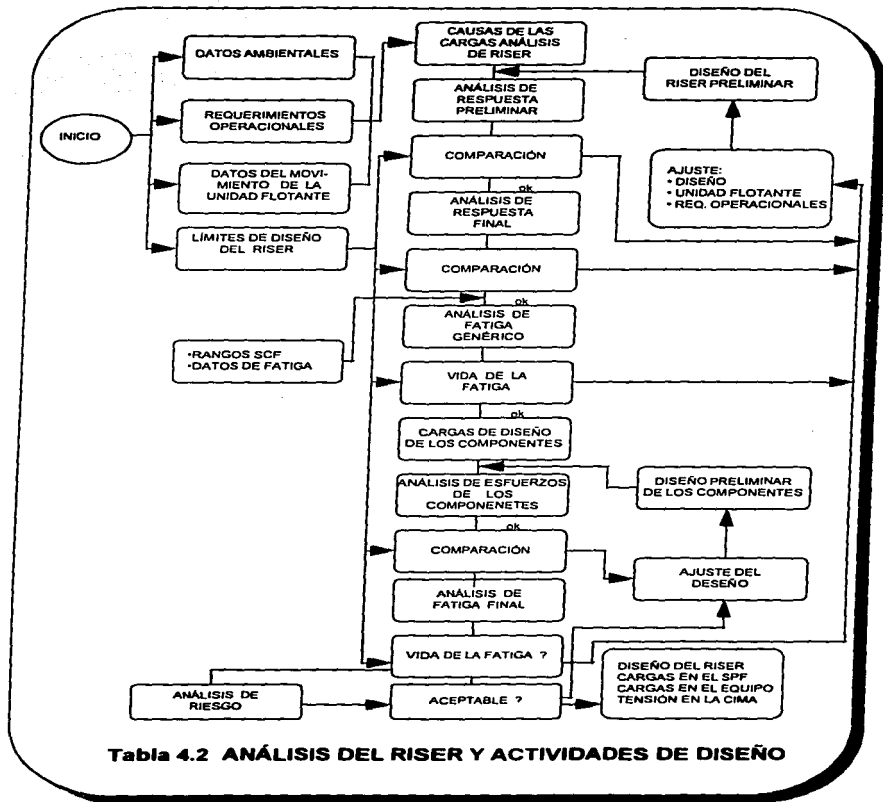 INICIO
DATOS AMBIENTALES
REQUERIMIENTOS
OPERACIONALES
DATOS DEL MOVI-
MIENTO DE LA
UNIDAD FLOTANTE
LÍMITES DE DISEÑO
DEL RISER
•RANGOS SCF
•DATOS DE FATIGA
CAUSAS DE LAS
CARGAS ANÁLISIS
DE RISER
ANÁLISIS DE
RESPUESTA
PRELIMINAR
COMPARACIÓN
ok
ANÁLISIS DE
RESPUESTA
FINAL
COMPARACIÓN
ok
ANÁLISIS DE
FATIGA
GENÉRICO
VIDA DE LA
FATIGA
ok
CARGAS DE DISEÑO
DE LOS COMPONENTES
ANÁLISIS DE ESFUERZOS
DE LOS
COMPONENETES
ok
COMPARACIÓN
ANÁLISIS DE
FATIGA FINAL
VIDA DE LA FATIGA ?
ANÁLISIS DE
RIESGO
ACEPTABLE ?
DISEÑO DEL
RISER PRELIMINAR
AJUSTE:
• DISEÑO
• UNIDAD FLOTANTE
• REQ. OPERACIONALES
DISEÑO PRELIMINAR
DE LOS COMPONENTES
AJUSTE DEL
DESEÑO
DISEÑO DEL RISER
CARGAS EN EL SPF
CARGAS EN EL EQUIPO
TENSIÓN EN LA CIMA
Tabla 4.2 ANÁLISIS DEL RISER Y ACTIVIDADES DE DISEÑO